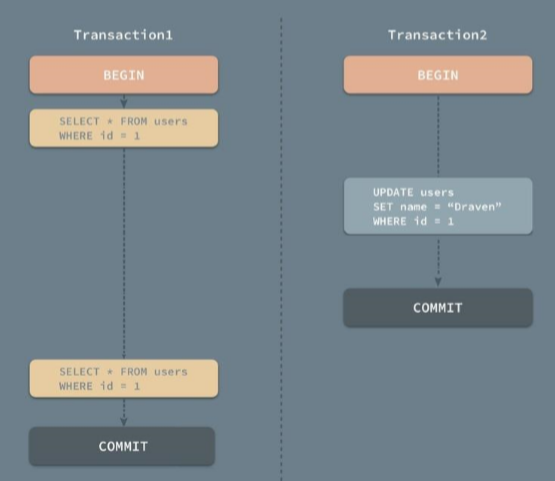 Transaction1
BEGIN
SELECT * FROM users
WHERE id = 1
SELECT * FROM users
WHERE id = 1
COMMIT
Transaction2
BEGIN
UPDATE users
SET name = “Draven”
WHERE id = 1
COMMIT